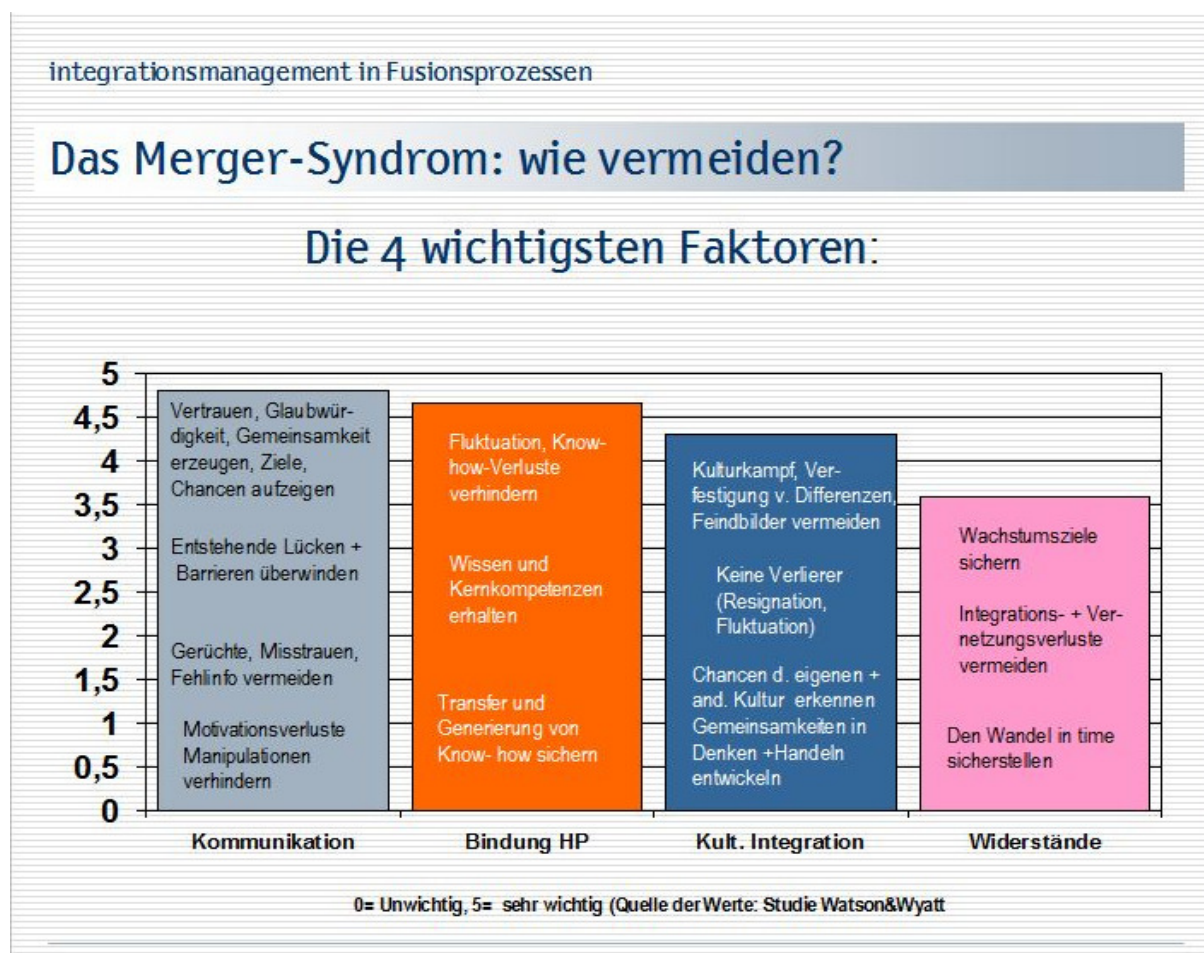 integrationsmanagement in Fusionsprozessen
Das Merger-Syndrom: wie vermeiden?
Die 4 wichtigsten Faktoren:
5
4,5
4
3,5
3
2,5
2
1,5
1
0,5
0
Vertrauen, Glaubwür-
digkeit, Gemeinsamkeit
erzeugen, Ziele,
Chancen aufzeigen
Entstehende Lücken +
Barrieren überwinden
Gerüchte, Misstrauen,
Fehlinfo vermeiden
Motivationsverluste
Manipulationen
verhindern
Fluktuation, Know-
how-Verluste
verhindern
Wissen und
Kernkompetenzen
erhalten
Transfer und
Generierung von
Know- how sichern
Kulturkampf, Ver-
festigung v. Differenzen,
Feindbilder vermeiden
Keine Verlierer
(Resignation,
Fluktuation)
Chancen d. eigenen +
and. Kultur erkennen
Gemeinsamkeiten in
Denken +Handeln
entwickeln
Wachstumsziele
sichern
Integrations- + Ver-
netzungsverluste
vermeiden
Den Wandel in time
sicherstellen
Kommunikation
Bindung HP
Kult. Integration
Widerstände
0= Unwichtig, 5= sehr wichtig (Quelle der Werte: Studie Watson&Wyatt